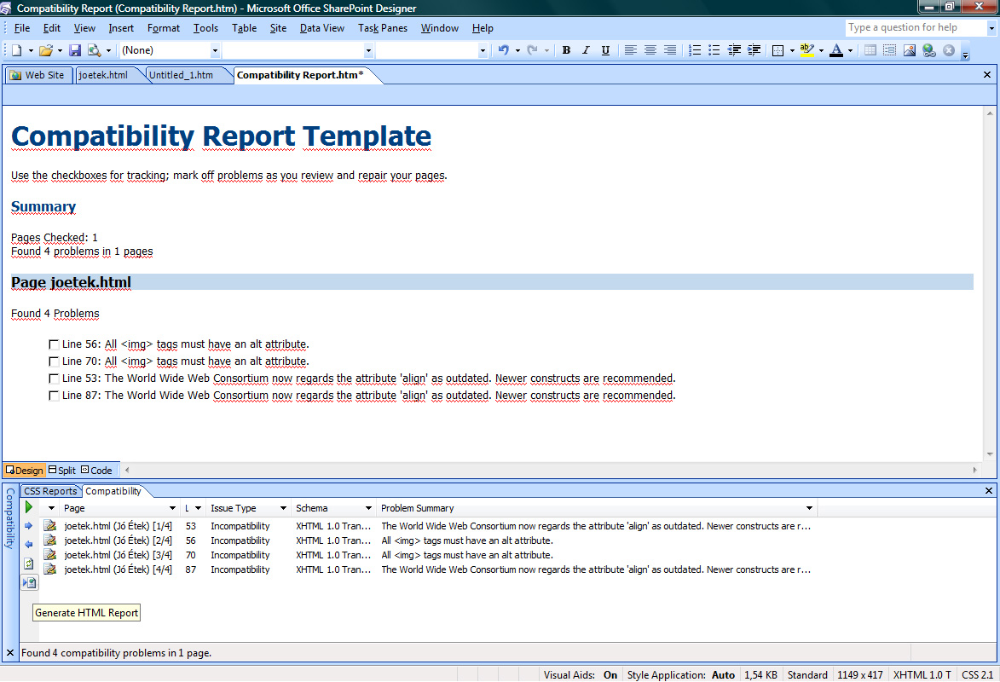 Compatibility Report (Compatibility Report.htm) - Microsoft Office SharePoint Designer
File Edit View Insert Format Tools Table Site Data View Task Panes Window Help
Type a question for help
(None)
B I U
Web Site joetek.html Untitled_1.htm Compatibility Report.htm*
Compatibility Report Template
Use the checkboxes for tracking; mark off problems as you review and repair your pages.
Summary
Pages Checked: 1
Found 4 problems in 1 pages
Page joetek.html
Found 4 Problems
Line 56: All <img> tags must have an alt attribute.
Line 70: All <img> tags must have an alt attribute.
Line 53: The World Wide Web Consortium now regards the attribute 'align' as outdated. Newer constructs are recommended.
Line 87: The World Wide Web Consortium now regards the attribute 'align' as outdated. Newer constructs are recommended.
Design Split Code
Compatibility
CSS Reports Compatibility
Page L Issue Type Schema Problem Summary
joetek.html (Jó Étek) [1/4] 53 Incompatibility XHTML 1.0 Tran... The World Wide Web Consortium now regards the attribute 'align' as outdated. Newer constructs are r...
joetek.html (Jó Étek) [2/4] 56 Incompatibility XHTML 1.0 Tran... All <img> tags must have an alt attribute.
joetek.html (Jó Étek) [3/4] 70 Incompatibility XHTML 1.0 Tran... All <img> tags must have an alt attribute.
joetek.html (Jó Étek) [4/4] 87 Incompatibility XHTML 1.0 Tran... The World Wide Web Consortium now regards the attribute 'align' as outdated. Newer constructs are r...
Generate HTML Report
Found 4 compatibility problems in 1 page.
Visual Aids: On Style Application: Auto 1,54 KB Standard 1149 x 417 XHTML 1.0 T CSS 2.1